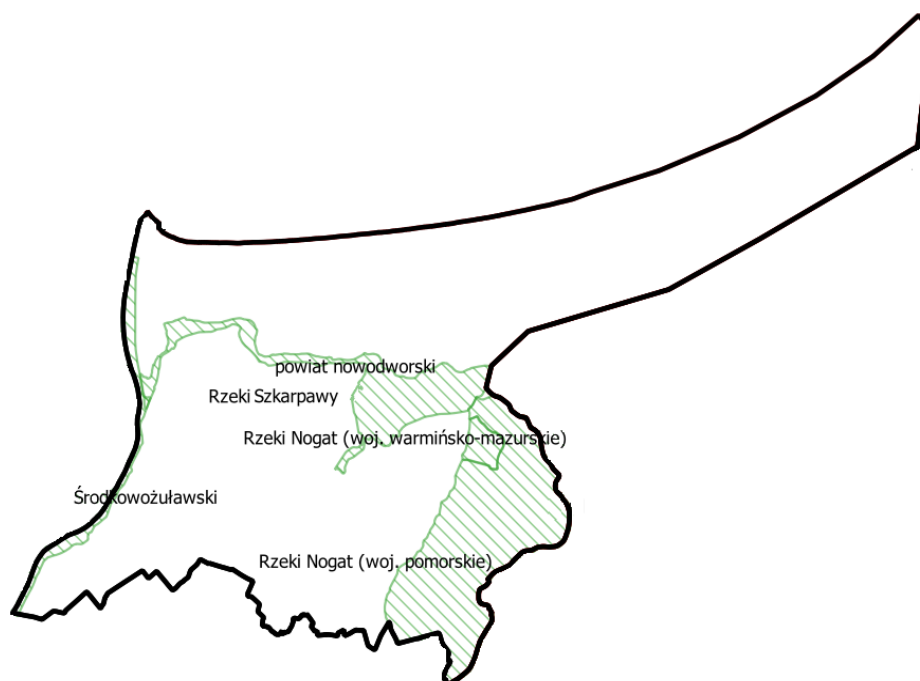 powiat nowodworski
Rzeki Szkarpawy
Rzeki Nogat (woj. warmińsko-mazurskie)
Środkowożuławski
Rzeki Nogat (woj. pomorskie)